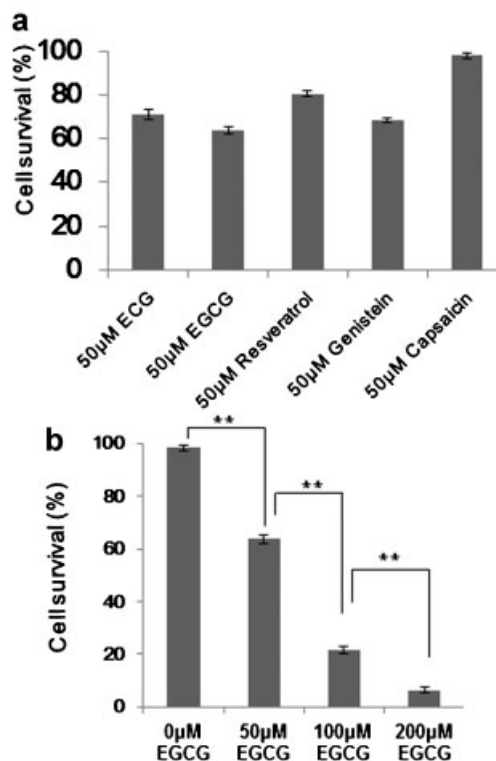 a
Cell survival (%)
100
80
60
40
20
0
50µM ECG
50µM EGCG
50µM Resveratrol
50µM Genistein
50µM Capsaicin
b
Cell survival (%)
100
80
60
40
20
0
**
**
**
0µM EGCG
50µM EGCG
100µM EGCG
200µM EGCG